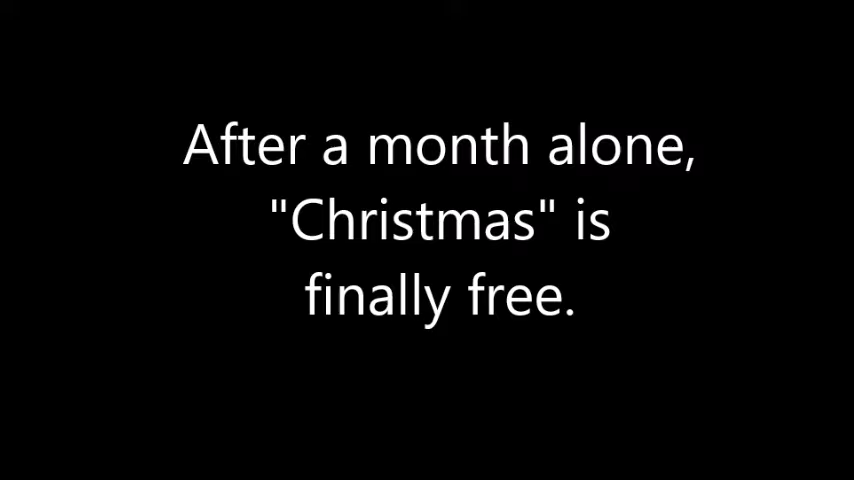 After a month alone,
"Christmas" is
finally free.